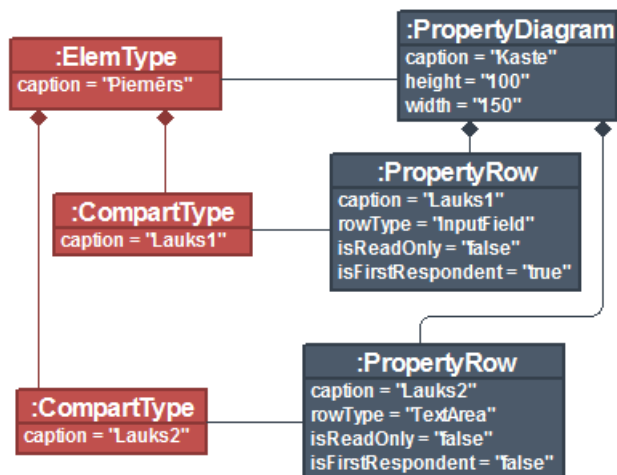 :ElemType
caption = "Piemērs"
:PropertyDiagram
caption = "Kaste"
height = "100"
width = "150"
:CompartType
caption = "Lauks1"
:PropertyRow
caption = "Lauks1"
rowType = "InputField"
isReadOnly = "false"
isFirstRespondent = "true"
:CompartType
caption = "Lauks2"
:PropertyRow
caption = "Lauks2"
rowType = "TextArea"
isReadOnly = "false"
isFirstRespondent = "false"